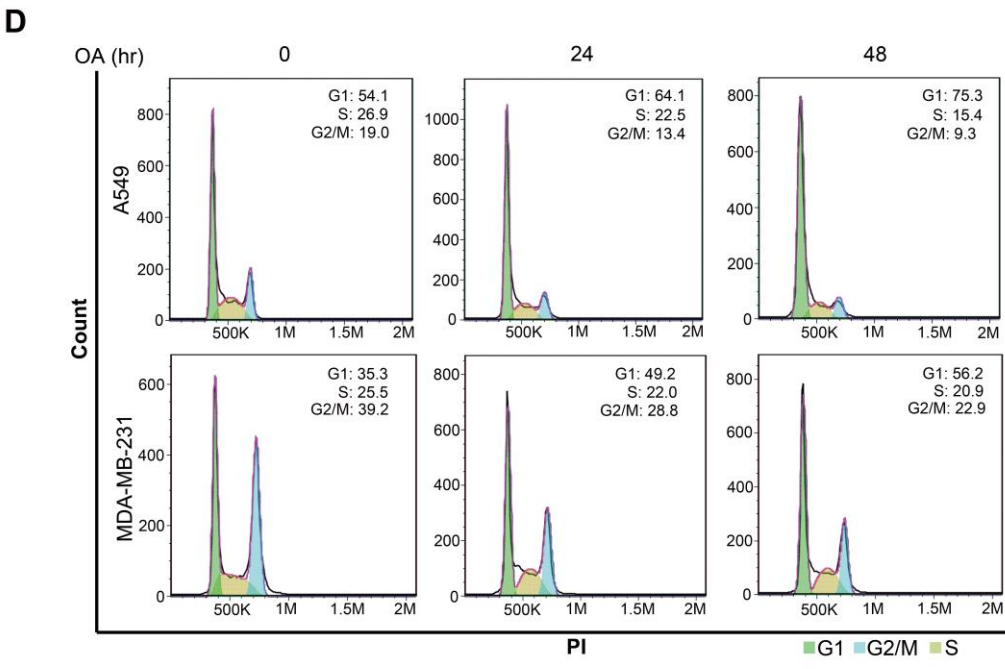 D
OA (hr) 0 24 48
Count
A549
G1: 54.1
S: 26.9
G2/M: 19.0
800
600
400
200
0
500K 1M 1.5M 2M
G1: 64.1
S: 22.5
G2/M: 13.4
1000
800
600
400
200
0
500K 1M 1.5M 2M
G1: 75.3
S: 15.4
G2/M: 9.3
800
600
400
200
0
500K 1M 1.5M 2M
MDA-MB-231
G1: 35.3
S: 25.5
G2/M: 39.2
600
400
200
0
500K 1M 1.5M 2M
G1: 49.2
S: 22.0
G2/M: 28.8
800
600
400
200
0
500K 1M 1.5M 2M
G1: 56.2
S: 20.9
G2/M: 22.9
800
600
400
200
0
500K 1M 1.5M 2M
PI
G1 G2/M S